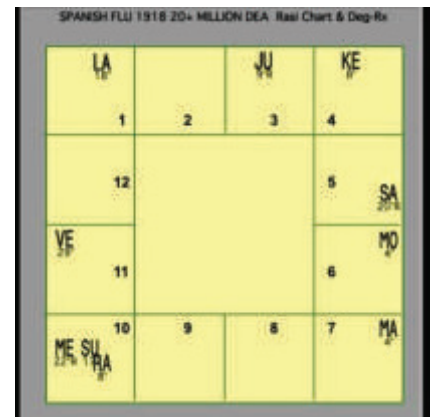 SPANISH FLU 1918 20+ MILLION DEA Rasi Chart & Deg-Rx
LA JU KE
1 2 3 4
12 5 SA
VE MO
11 6
10 9 8 7 MA
ME SU
RA